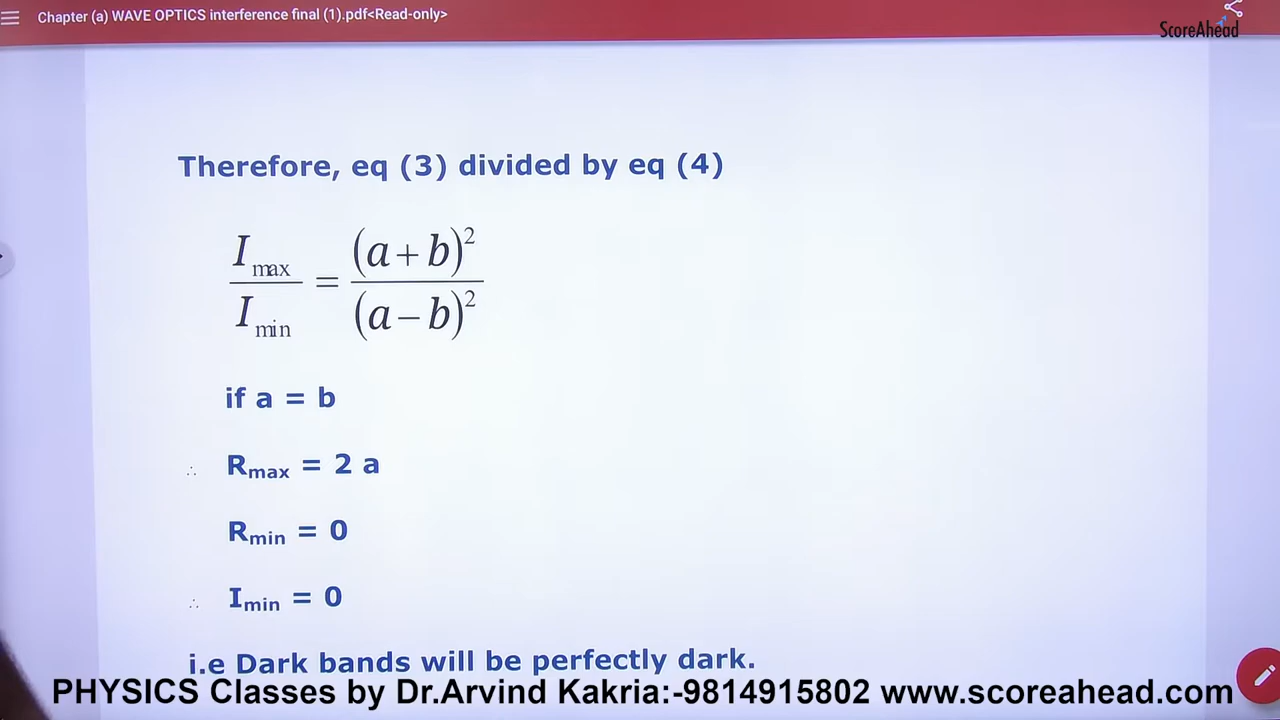 Chapter (a) WAVE OPTICS interference final (1).pdf<Read-only>
ScoreAhead
Therefore, eq (3) divided by eq (4)
I_max / I_min = (a + b)² / (a − b)²
if a = b
∴ R_max = 2 a
R_min = 0
∴ I_min = 0
i.e Dark bands will be perfectly dark.
PHYSICS Classes by Dr.Arvind Kakria:-9814915802 www.scoreahead.com